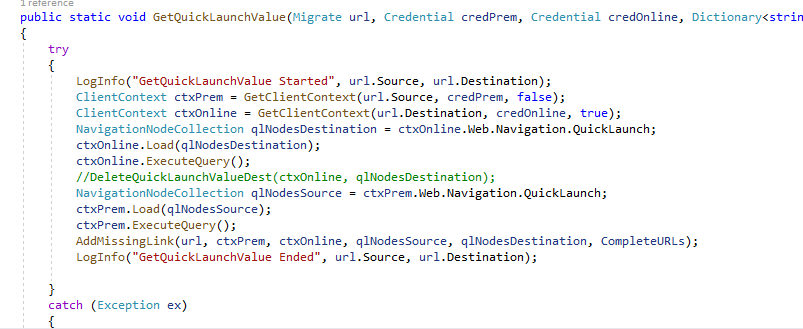 1 reference
public static void GetQuickLaunchValue(Migrate url, Credential credPrem, Credential credOnline, Dictionary<strin
{
try
{
LogInfo("GetQuickLaunchValue Started", url.Source, url.Destination);
ClientContext ctxPrem = GetClientContext(url.Source, credPrem, false);
ClientContext ctxOnline = GetClientContext(url.Destination, credOnline, true);
NavigationNodeCollection qlNodesDestination = ctxOnline.Web.Navigation.QuickLaunch;
ctxOnline.Load(qlNodesDestination);
ctxOnline.ExecuteQuery();
//DeleteQuickLaunchValueDest(ctxOnline, qlNodesDestination);
NavigationNodeCollection qlNodesSource = ctxPrem.Web.Navigation.QuickLaunch;
ctxPrem.Load(qlNodesSource);
ctxPrem.ExecuteQuery();
AddMissingLink(url, ctxPrem, ctxOnline, qlNodesSource, qlNodesDestination, CompleteURLs);
LogInfo("GetQuickLaunchValue Ended", url.Source, url.Destination);
}
catch (Exception ex)
{